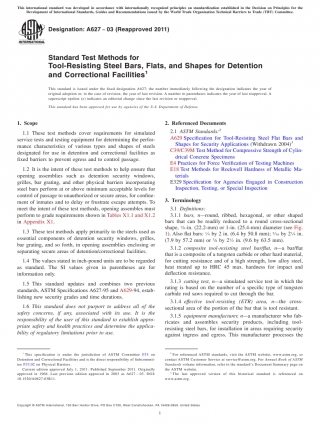 This international standard was developed in accordance with internationally recognized principles on standardization established in the Decision on Principles for the
Development of International Standards, Guides and Recommendations issued by the World Trade Organization Technical Barriers to Trade (TBT) Committee.
Designation: A627 − 03 (Reapproved 2011)
Standard Test Methods for
Tool-Resisting Steel Bars, Flats, and Shapes for Detention
and Correctional Facilities1
This standard is issued under the fixed designation A627; the number immediately following the designation indicates the year of
original adoption or, in the case of revision, the year of last revision. A number in parentheses indicates the year of last reapproval. A
superscript epsilon (ε) indicates an editorial change since the last revision or reapproval.
This standard has been approved for use by agencies of the U.S. Department of Defense.
1. Scope
1.1 These test methods cover requirements for simulated
service tests and testing equipment for determining the perfor-
mance characteristics of various types and shapes of steels
designated for use in detention and correctional facilities as
fixed barriers to prevent egress and to control passage.
1.2 It is the intent of these test methods to help ensure that
opening assemblies such as detention security windows,
grilles, bar grating, and other physical barriers incorporating
steel bars perform at or above minimum acceptable levels for
control of passage to unauthorized or secure areas, for confine-
ment of inmates and to delay or frustrate escape attempts. To
meet the intent of these test methods, opening assemblies must
perform to grade requirements shown in Tables X1.1 and X1.2
in Appendix X1.
1.3 These test methods apply primarily to the steels used as
essential components of detention security windows, grilles,
bar grating, and so forth, in opening assemblies enclosing or
separating secure areas of detention/correctional facilities.
1.4 The values stated in inch-pound units are to be regarded
as standard. The SI values given in parentheses are for
information only.
1.5 This standard updates and combines two previous
standards, ASTM Specifications A627-95 and A629-94, estab-
lishing new security grades and time durations.
1.6 This standard does not purport to address all of the
safety concerns, if any, associated with its use. It is the
responsibility of the user of this standard to establish appro-
priate safety and health practices and determine the applica-
bility of regulatory limitations prior to use.
2. Referenced Documents
2.1 ASTM Standards:2
A629 Specification for Tool-Resisting Steel Flat Bars and
Shapes for Security Applications (Withdrawn 2004)3
C39/C39M Test Method for Compressive Strength of Cylin-
drical Concrete Specimens
E4 Practices for Force Verification of Testing Machines
E18 Test Methods for Rockwell Hardness of Metallic Ma-
terials
E329 Specification for Agencies Engaged in Construction
Inspection, Testing, or Special Inspection
3. Terminology
3.1 Definitions:
3.1.1 bars, n—round, ribbed, hexagonal, or other shaped
bars that can be readily reduced to a round cross-sectional
shape, 7⁄8-in. (22.2-mm) or 1-in. (25.4-mm) diameter (see Fig.
1). Also flat bars: 1⁄4 by 2 in. (6.4 by 50.8 mm); 5⁄16 by 2 1⁄4 in.
(7.9 by 57.2 mm) or 3⁄8 by 2 1⁄2 in. (9.6 by 63.5 mm).
3.1.2 composite tool-resisting steel bar/flat, n—a bar/flat
that is a composite of a tungsten carbide or other hard material,
for cutting resistance and of a high strength, low alloy steel,
heat treated up to HRC 45 max. hardness for impact and
deflection resistance.
3.1.3 cutting test, n—a simulated service test in which the
rating is based on the number of a specific type of tungsten
carbide rod saws required to cut through the bar.
3.1.4 effective tool-resisting (ETR) area, n—the cross-
sectional area of the portion of the bar that is tool resistant.
3.1.5 equipment manufacturer, n—a manufacturer who fab-
ricates and assembles security products, including tool-
resisting steel bars, for installation in areas requiring security
against ingress and egress. This manufacturer processes the
1 This specification is under the jurisdiction of ASTM Committee F33 on
Detention and Correctional Facilities and is the direct responsibility of Subcommit-
tee F33.02 on Physical Barriers.
Current edition approved July 1, 2011. Published September 2011. Originally
2 For referenced ASTM standards, visit the ASTM website, www.astm.org, or
contact ASTM Customer Service at service@astm.org. For Annual Book of ASTM
Standards volume information, refer to the standard's Document Summary page on
the ASTM website.
3 The last approved version of this historical standard is referenced on
www.astm.org.
Copyright © ASTM International, 100 Barr Harbor Drive, PO Box C700, West Conshohocken, PA 19428-2959. United States
1